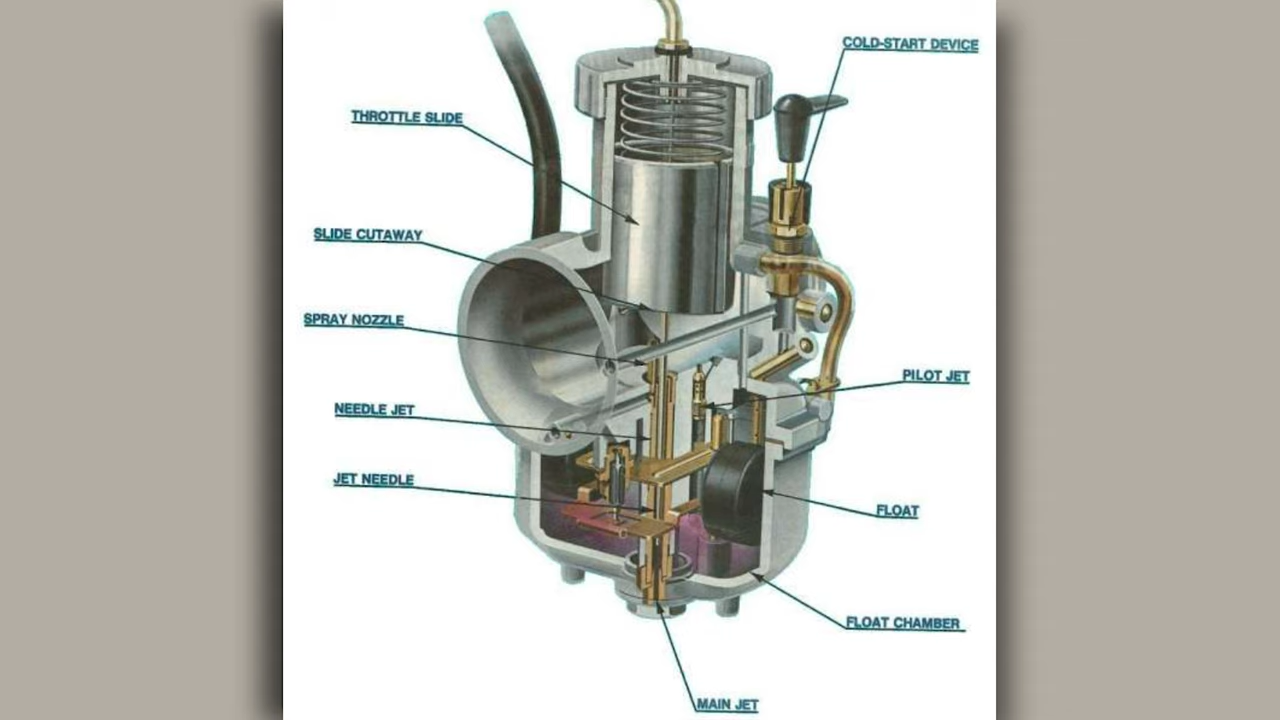 COLD-START DEVICE
THROTTLE SLIDE
SLIDE CUTAWAY
SPRAY NOZZLE
PILOT JET
NEEDLE JET
JET NEEDLE
FLOAT
FLOAT CHAMBER
MAIN JET